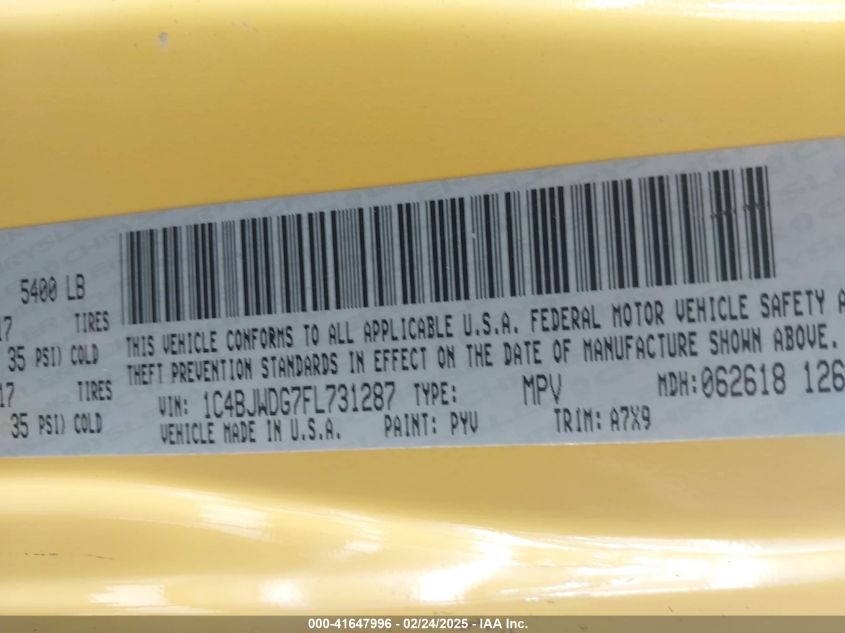 5400 LB
17 TIRES
35 PSI) COLD
17 TIRES
35 PSI) COLD
THIS VEHICLE CONFORMS TO ALL APPLICABLE U.S.A. FEDERAL MOTOR VEHICLE SAFETY A
THEFT PREVENTION STANDARDS IN EFFECT ON THE DATE OF MANUFACTURE SHOWN ABOVE.
VIN: 1C4BJWDG7FL731287 TYPE: MPV MDH:062618 126
VEHICLE MADE IN U.S.A. PAINT: PYV TRIM: A7X9
000-41647996 - 02/24/2025 - IAA Inc.